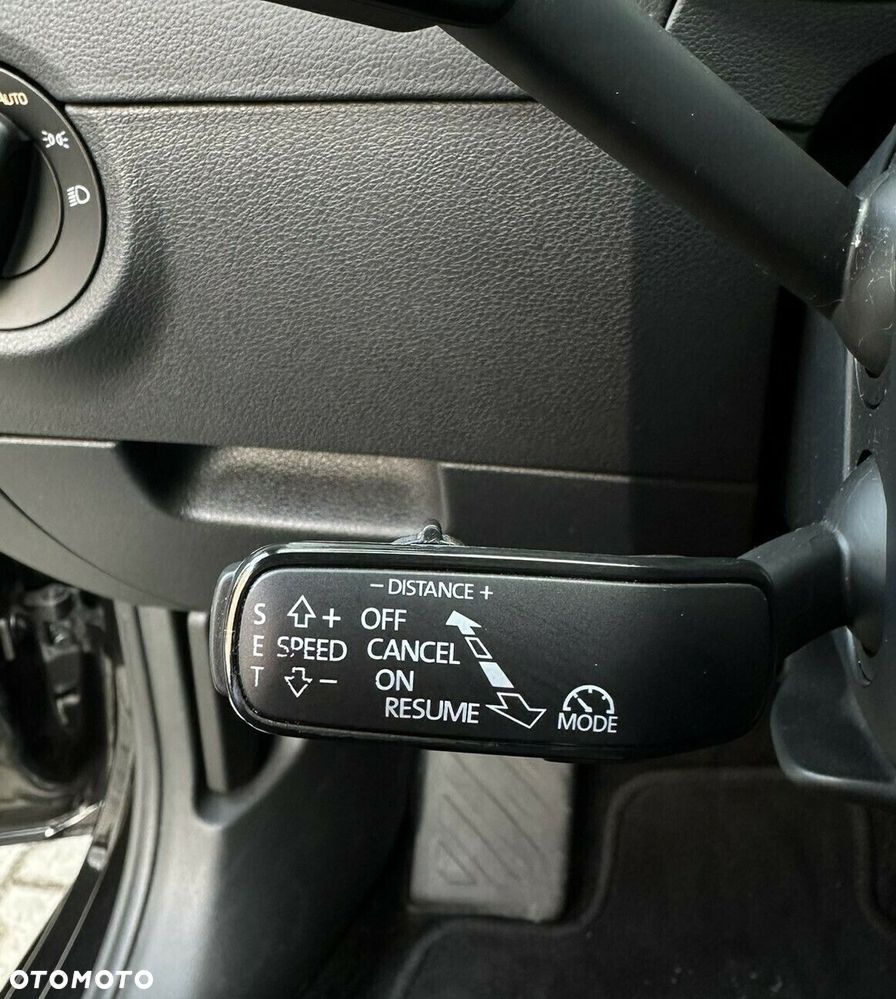 AUTO
- DISTANCE +
S + OFF
E SPEED CANCEL
T - ON
RESUME
MODE
OTOMOTO